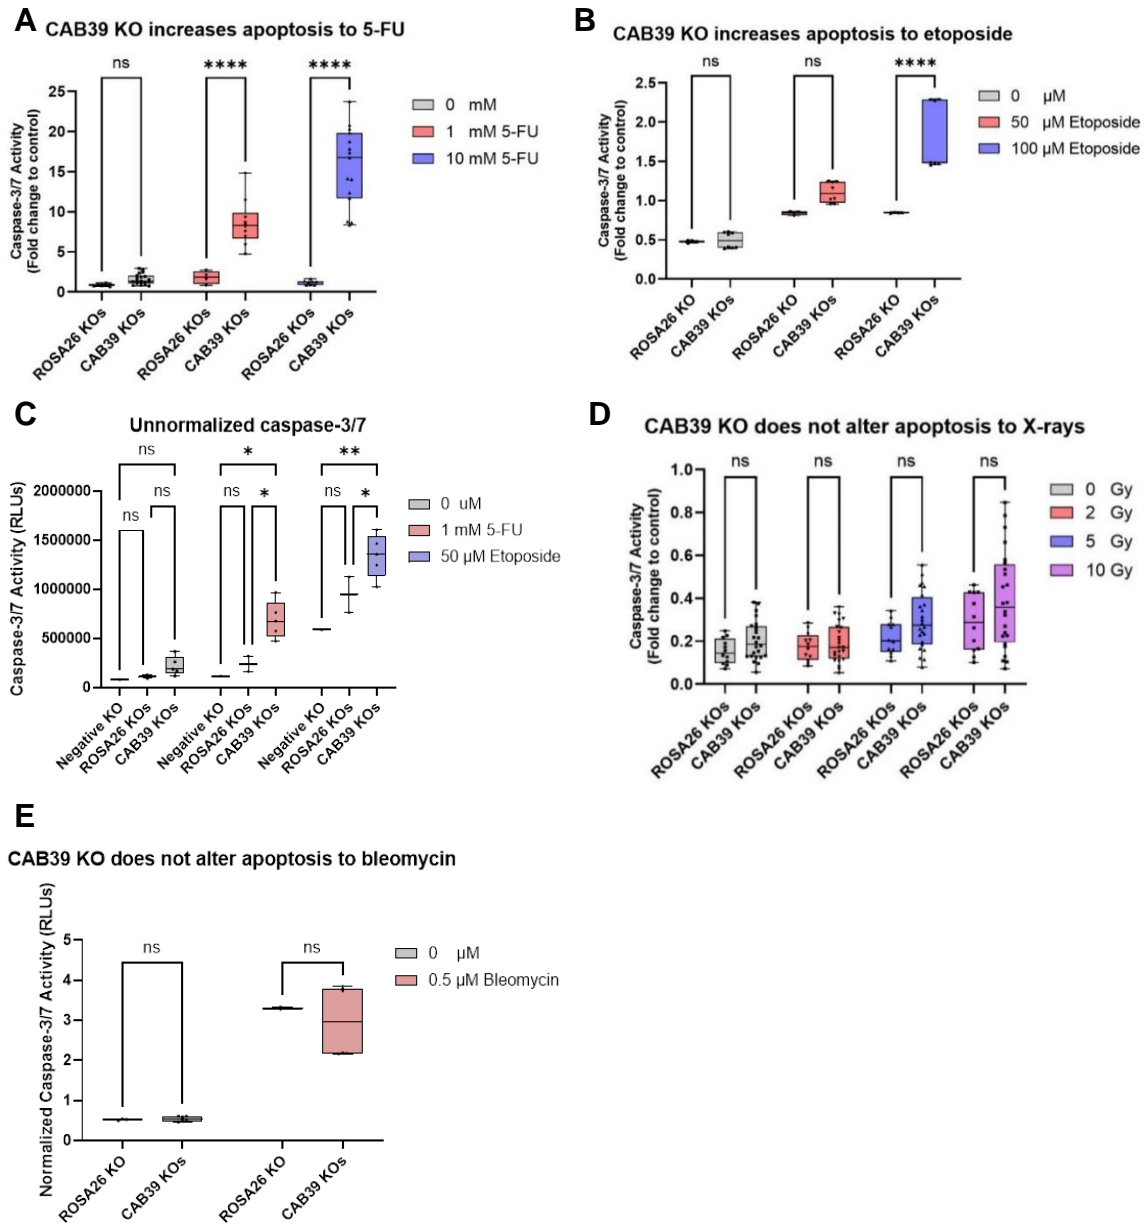 A
CAB39 KO increases apoptosis to 5-FU
Caspase-3/7 Activity
(Fold change to control)
ns
****
****
25
20
15
10
5
0
0 mM
1 mM 5-FU
10 mM 5-FU
ROSA26 KOs
CAB39 KOs
ROSA26 KOs
CAB39 KOs
ROSA26 KOs
CAB39 KOs
B
CAB39 KO increases apoptosis to etoposide
Caspase-3/7 Activity
(Fold change to control)
ns
ns
****
2.5
2.0
1.5
1.0
0.5
0.0
0 µM
50 µM Etoposide
100 µM Etoposide
ROSA26 KO
CAB39 KOs
ROSA26 KO
CAB39 KOs
ROSA26 KO
CAB39 KOs
C
Unnormalized caspase-3/7
Caspase-3/7 Activity (RLUs)
ns
*
**
ns
ns
*
ns
*
ns
2000000
1500000
1000000
500000
0
0 uM
1 mM 5-FU
50 µM Etoposide
Negative KO
ROSA26 KOs
CAB39 KOs
Negative KO
ROSA26 KOs
CAB39 KOs
Negative KO
ROSA26 KOs
CAB39 KOs
D
CAB39 KO does not alter apoptosis to X-rays
Caspase-3/7 Activity
(Fold change to control)
ns
ns
ns
ns
1.0
0.8
0.6
0.4
0.2
0.0
0 Gy
2 Gy
5 Gy
10 Gy
ROSA26 KOs
CAB39 KOs
ROSA26 KOs
CAB39 KOs
ROSA26 KOs
CAB39 KOs
ROSA26 KOs
CAB39 KOs
E
CAB39 KO does not alter apoptosis to bleomycin
Normalized Caspase-3/7 Activity (RLUs)
ns
ns
5
4
3
2
1
0
0 µM
0.5 µM Bleomycin
ROSA26 KO
CAB39 KOs
ROSA26 KO
CAB39 KOs